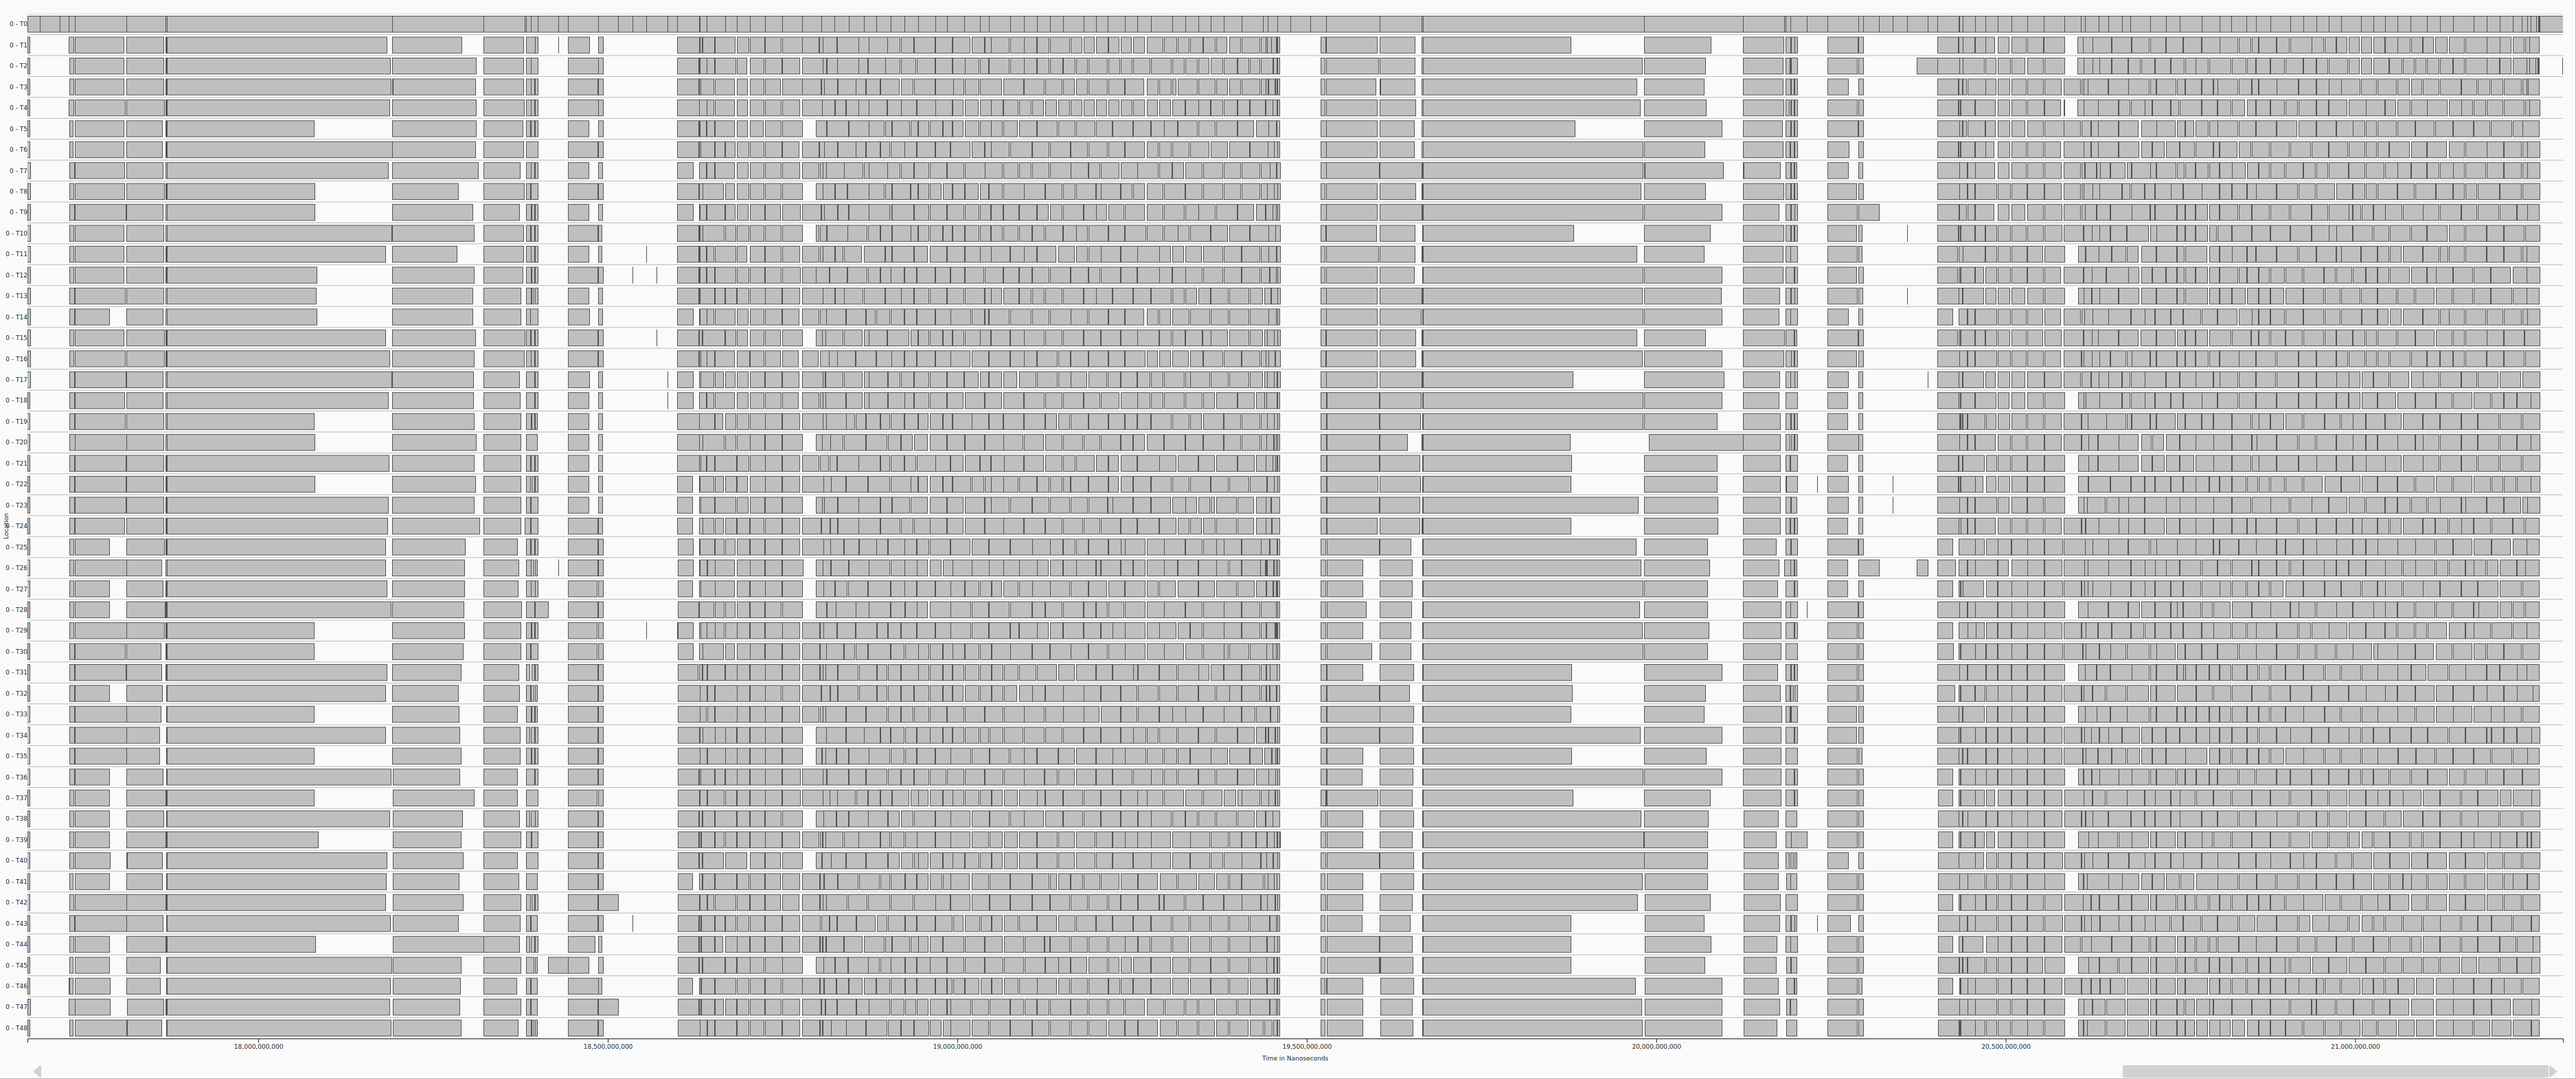 0 - T0
0 - T1
0 - T2
0 - T3
0 - T4
0 - T5
0 - T6
0 - T7
0 - T8
0 - T9
0 - T10
0 - T11
0 - T12
0 - T13
0 - T14
0 - T15
0 - T16
0 - T17
0 - T18
0 - T19
0 - T20
0 - T21
0 - T22
0 - T23
Location
0 - T24
0 - T25
0 - T26
0 - T27
0 - T28
0 - T29
0 - T30
0 - T31
0 - T32
0 - T33
0 - T34
0 - T35
0 - T36
0 - T37
0 - T38
0 - T39
0 - T40
0 - T41
0 - T42
0 - T43
0 - T44
0 - T45
0 - T46
0 - T47
0 - T48
18,000,000,000 18,500,000,000 19,000,000,000 19,500,000,000 20,000,000,000 20,500,000,000 21,000,000,000
Time in Nanoseconds